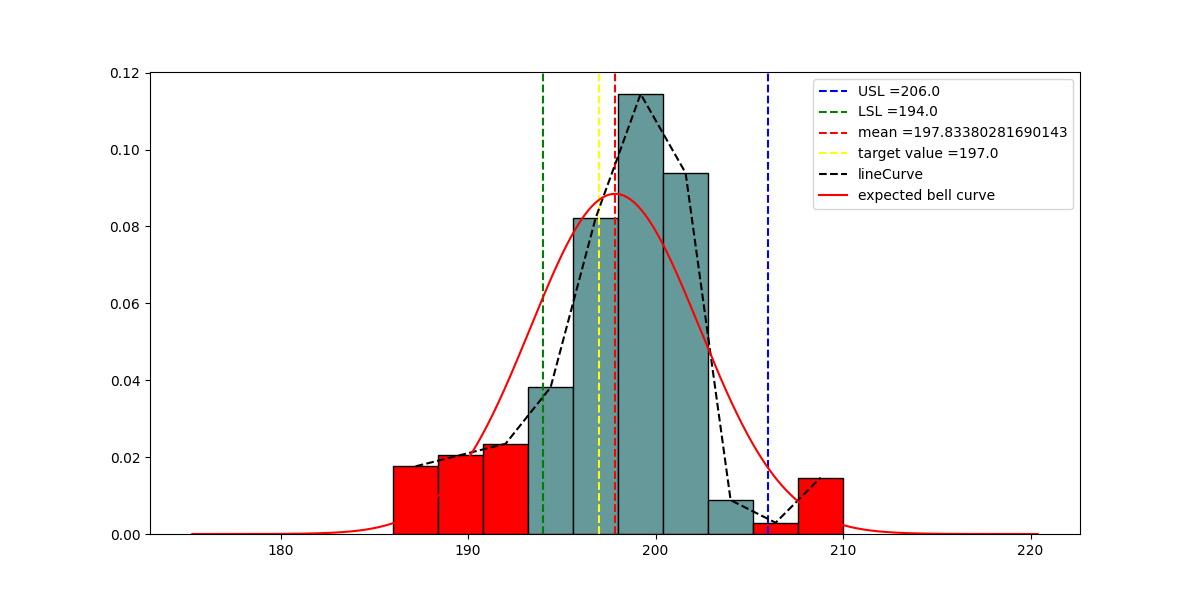 0.12
0.10
0.08
0.06
0.04
0.02
0.00
180 190 200 210 220
USL =206.0
LSL =194.0
mean =197.83380281690143
target value =197.0
lineCurve
expected bell curve